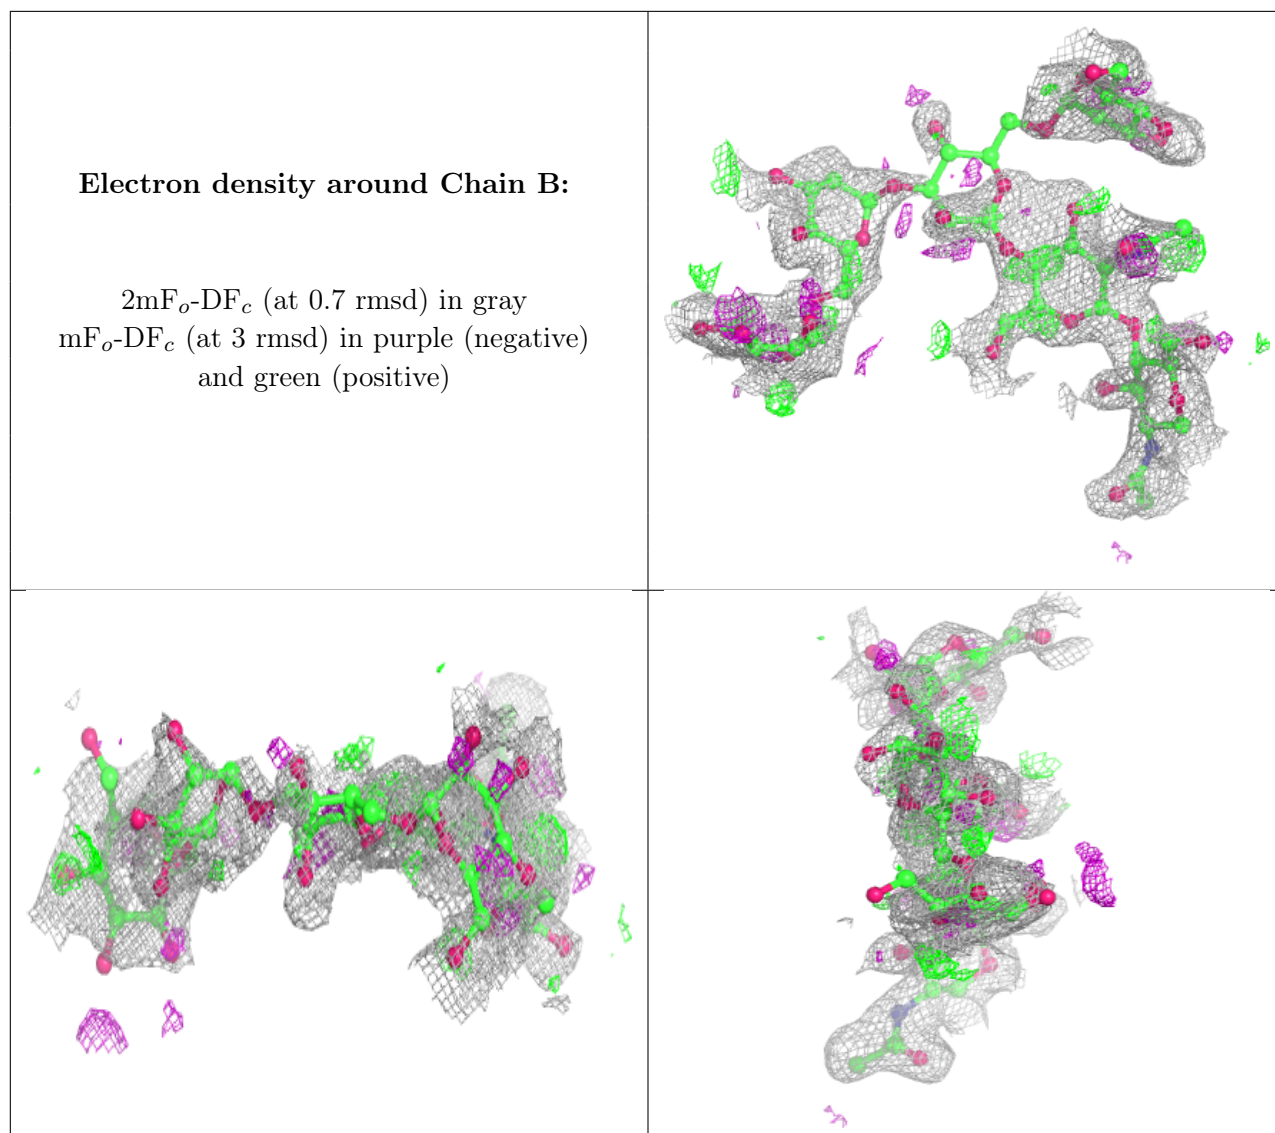 Electron density around Chain B:
2mFo-DFc (at 0.7 rmsd) in gray
mFo-DFc (at 3 rmsd) in purple (negative)
and green (positive)